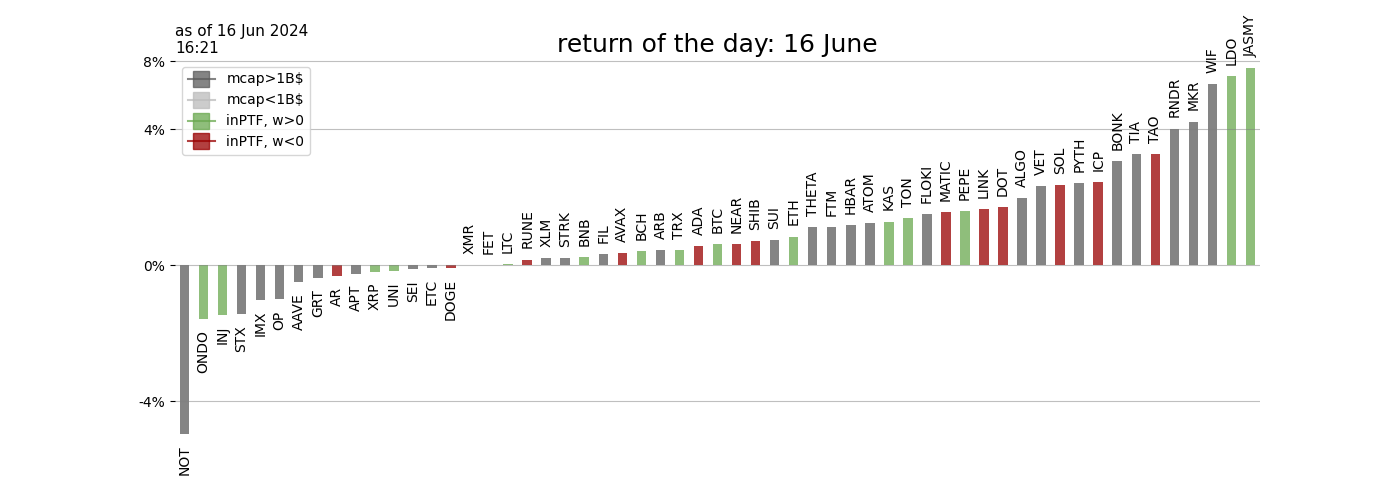 as of 16 Jun 2024
16:21
return of the day: 16 June
8%
4%
0%
-4%
mcap>1B$
mcap<1B$
inPTF, w>0
inPTF, w<0
NOT
ONDO
INJ
STX
IMX
OP
AAVE
GRT
AR
APT
XRP
UNI
SEI
ETC
DOGE
XMR
FET
LTC
RUNE
XLM
STRK
BNB
FIL
AVAX
BCH
ARB
TRX
ADA
BTC
NEAR
SHIB
SUI
ETH
THETA
FTM
HBAR
ATOM
KAS
TON
FLOKI
MATIC
PEPE
LINK
DOT
ALGO
VET
SOL
PYTH
ICP
BONK
TIA
TAO
RNDR
MKR
WIF
LDO
JASMY